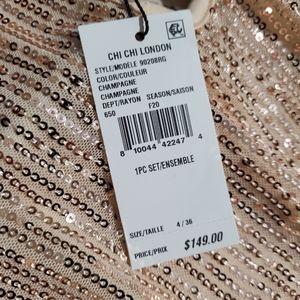 CHI CHI LONDON
STYLE/MODÈLE 90208RG
COLOR/COULEUR
CHAMPAGNE
CHAMPAGNE
DEPT/RAYON SEASON/SAISON
650 F20
8 10044 42247 4
1PC SET/ENSEMBLE
SIZE/TAILLE 4 / 36
PRICE/PRIX $149.00